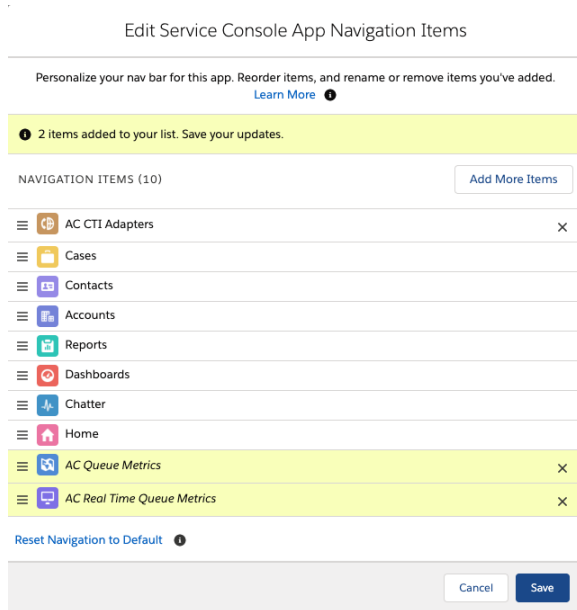 Edit Service Console App Navigation Items
Personalize your nav bar for this app. Reorder items, and rename or remove items you've added.
Learn More
2 items added to your list. Save your updates.
NAVIGATION ITEMS (10)
Add More Items
AC CTI Adapters
Cases
Contacts
Accounts
Reports
Dashboards
Chatter
Home
AC Queue Metrics
AC Real Time Queue Metrics
Reset Navigation to Default
Cancel
Save